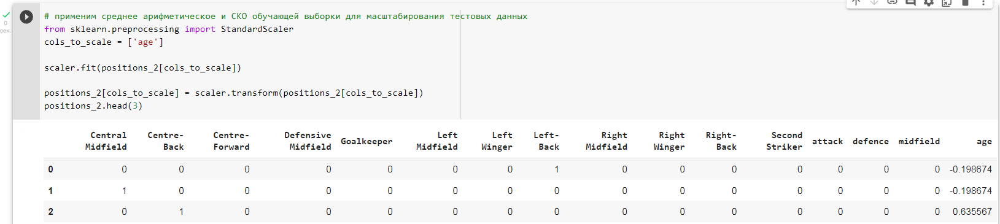 # применим среднее арифметическое и СКО обучающей выборки для масштабирования тестовых данных
0
сек.
from sklearn.preprocessing import StandardScaler
cols_to_scale = ['age']
scaler.fit(positions_2[cols_to_scale])
positions_2[cols_to_scale] = scaler.transform(positions_2[cols_to_scale])
positions_2.head(3)
Central Midfield Centre-Back Centre-Forward Defensive Midfield Goalkeeper Left Midfield Left Winger Left-Back Right Midfield Right Winger Right-Back Second Striker attack defence midfield age
0 0 0 0 0 0 0 0 1 0 0 0 0 0 0 0 -0.198674
1 1 0 0 0 0 0 0 0 0 0 0 0 0 0 0 -0.198674
2 0 1 0 0 0 0 0 0 0 0 0 0 0 0 0 0.635567